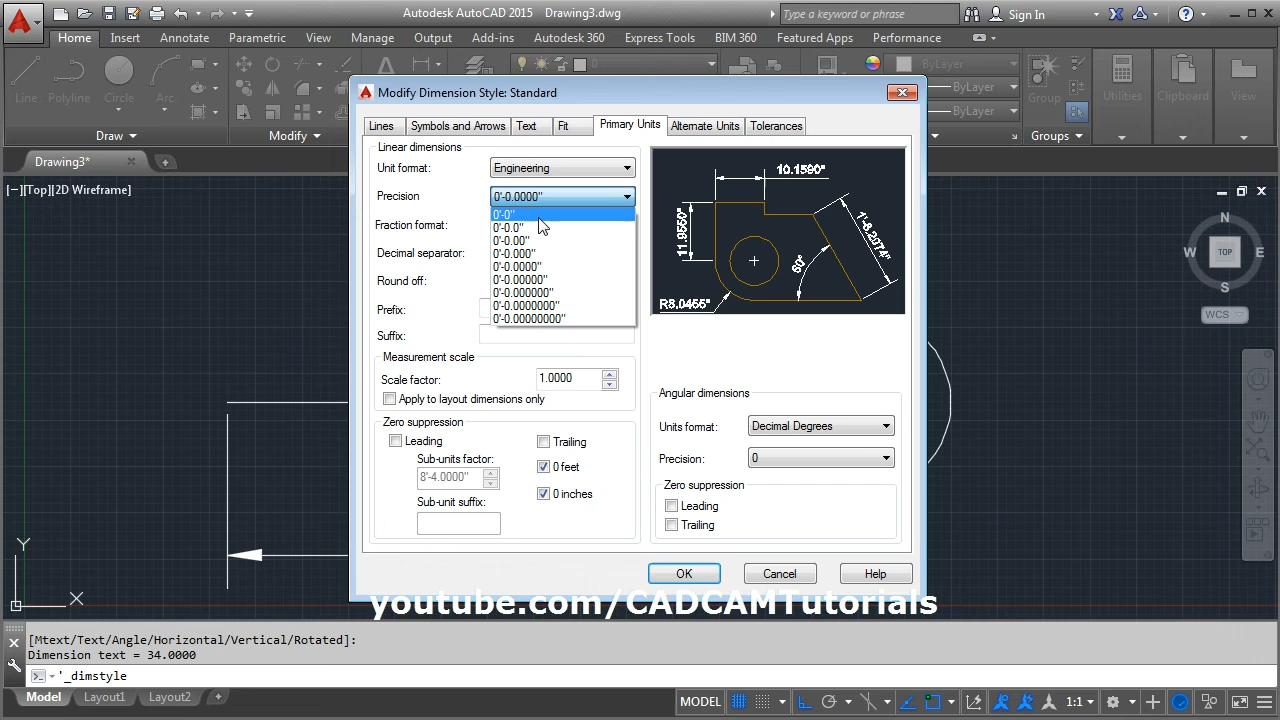 Autodesk AutoCAD 2015 Drawing3.dwg
Type a keyword or phrase
Sign In
Home Insert Annotate Parametric View Manage Output Add-ins Autodesk 360 Express Tools BIM 360 Featured Apps Performance
Line Polyline Circle Arc
0
ByLayer
ByLayer
ByLayer
Group
Utilities Clipboard View
Draw Modify Groups
Drawing3*
[−][Top][2D Wireframe]
Modify Dimension Style: Standard
Lines Symbols and Arrows Text Fit Primary Units Alternate Units Tolerances
Linear dimensions
Unit format: Engineering
Precision 0'-0.0000"
0'-0"
0'-0.0"
0'-0.00"
0'-0.000"
0'-0.0000"
0'-0.00000"
0'-0.000000"
0'-0.0000000"
0'-0.00000000"
Fraction format:
Decimal separator:
Round off:
Prefix:
Suffix:
Measurement scale
Scale factor: 1.0000
Apply to layout dimensions only
Zero suppression
Leading
Sub-units factor:
8'-4.0000"
Sub-unit suffix:
Trailing
0 feet
0 inches
10.1590"
11.9550"
1'-8.2074"
60°
R8.0455"
Angular dimensions
Units format: Decimal Degrees
Precision: 0
Zero suppression
Leading
Trailing
OK Cancel Help
N
W TOP E
S
WCS
Y
X
youtube.com/CADCAMTutorials
[Mtext/Text/Angle/Horizontal/Vertical/Rotated]:
Dimension text = 34.0000
'_dimstyle
Model Layout1 Layout2 +
MODEL 1:1